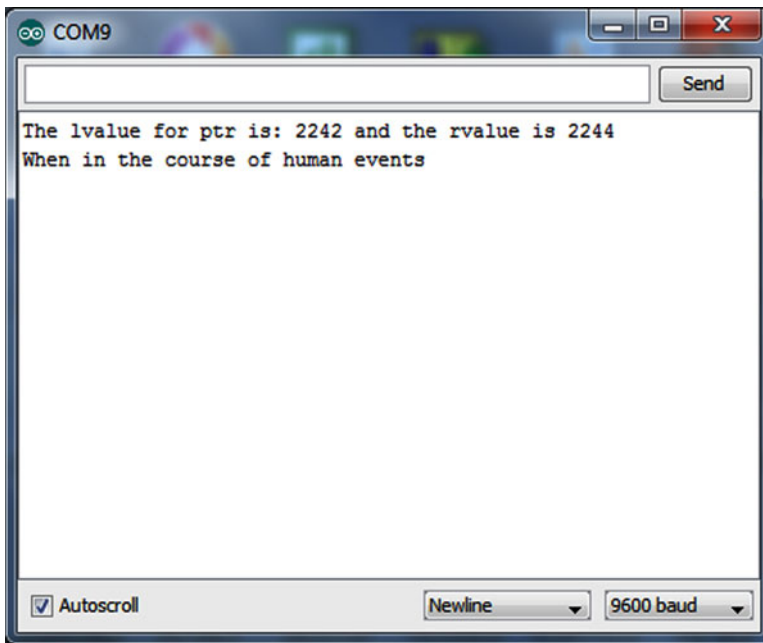 COM9
Send
The lvalue for ptr is: 2242 and the rvalue is 2244
When in the course of human events
Autoscroll
Newline
9600 baud